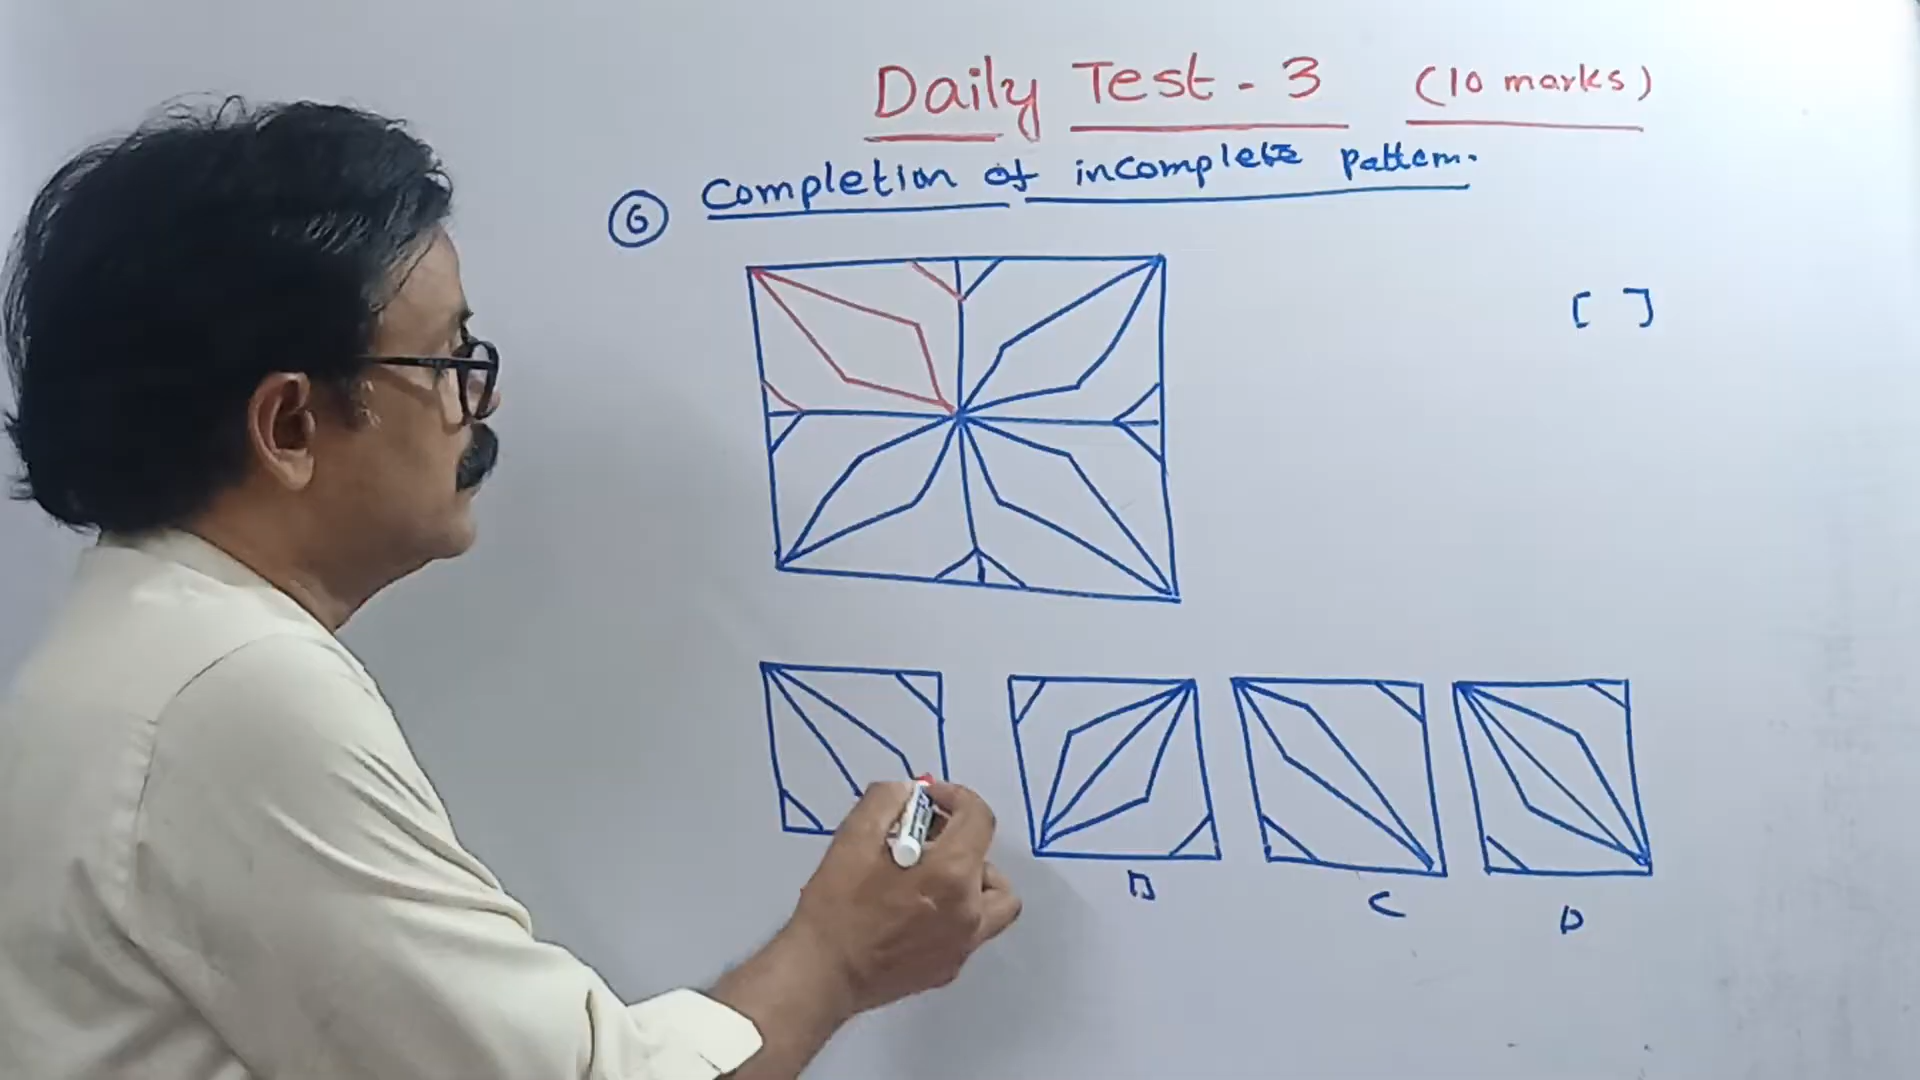 Daily Test - 3 (10 marks)
6 Completion of incomplete pattern.
[ ]
B C D